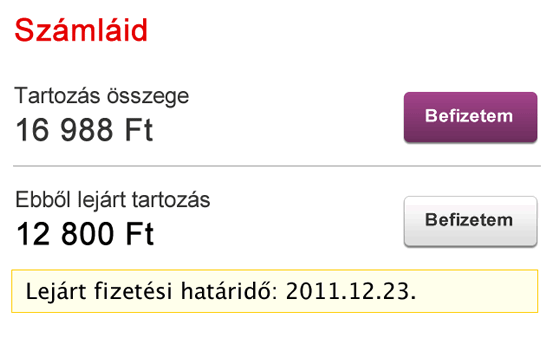 Számláid
Tartozás összege
16 988 Ft
Befizetem
Ebből lejárt tartozás
12 800 Ft
Befizetem
Lejárt fizetési határidő: 2011.12.23.